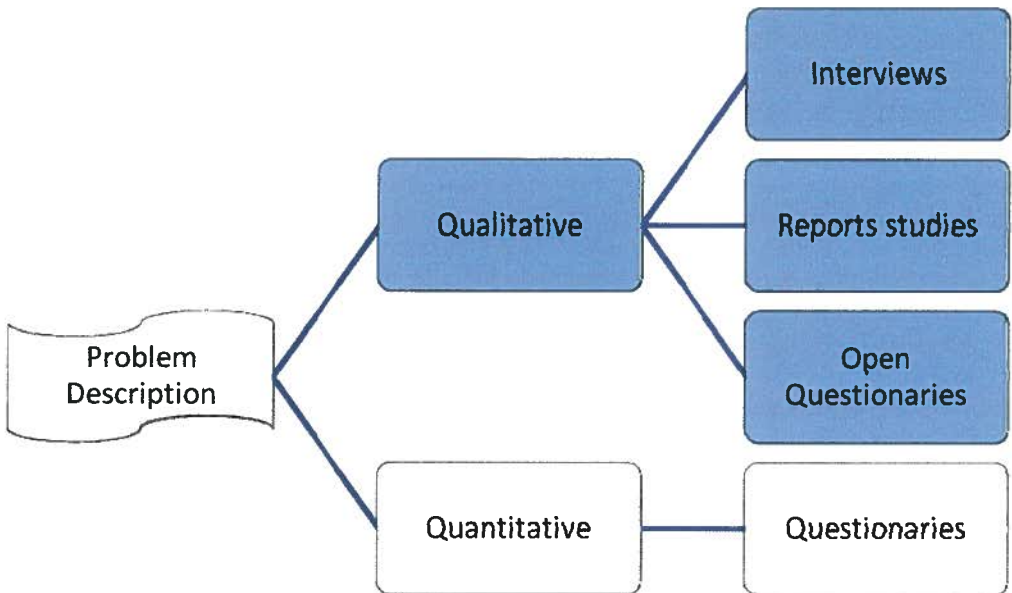 Interviews
Qualitative
Reports studies
Problem
Description
Open
Questionaries
Quantitative
Questionaries